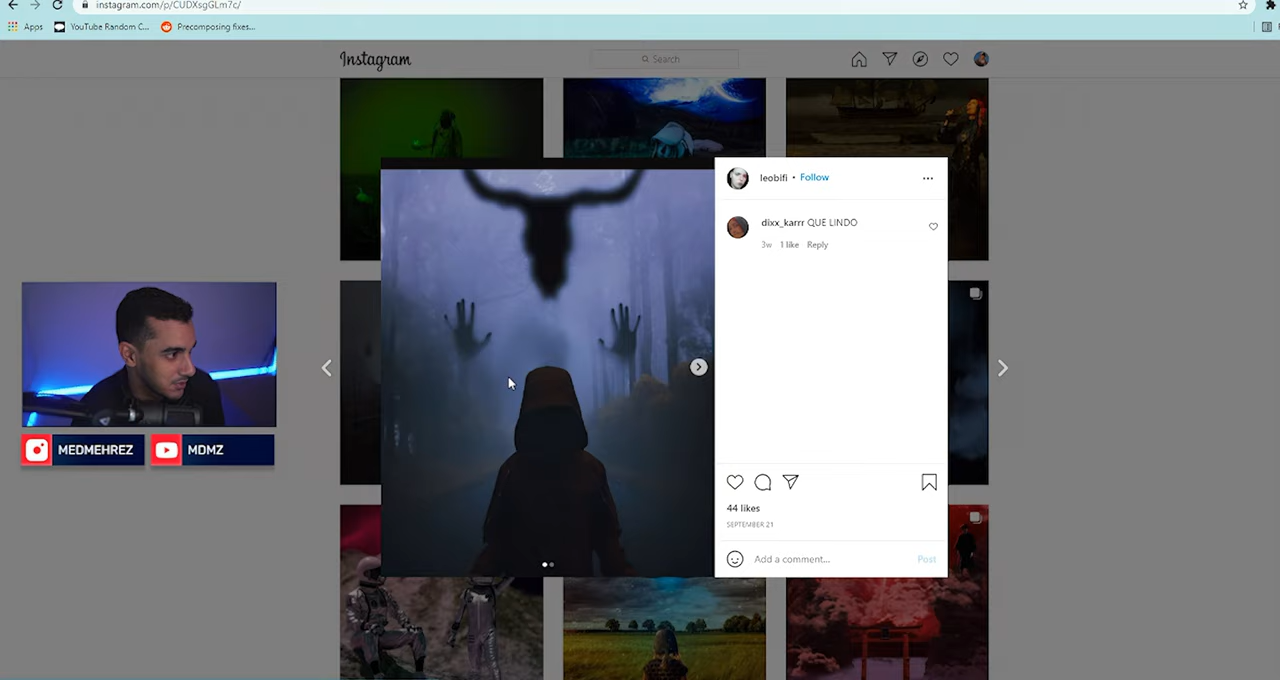 instagram.com/p/CUDXsgGLm7c/
Apps YouTube Random C... Precomposing fixes...
Instagram
Search
leobifi • Follow
dixx_karrr QUE LINDO
3w 1 like Reply
MEDMEHREZ MDMZ
44 likes
SEPTEMBER 21
Add a comment... Post